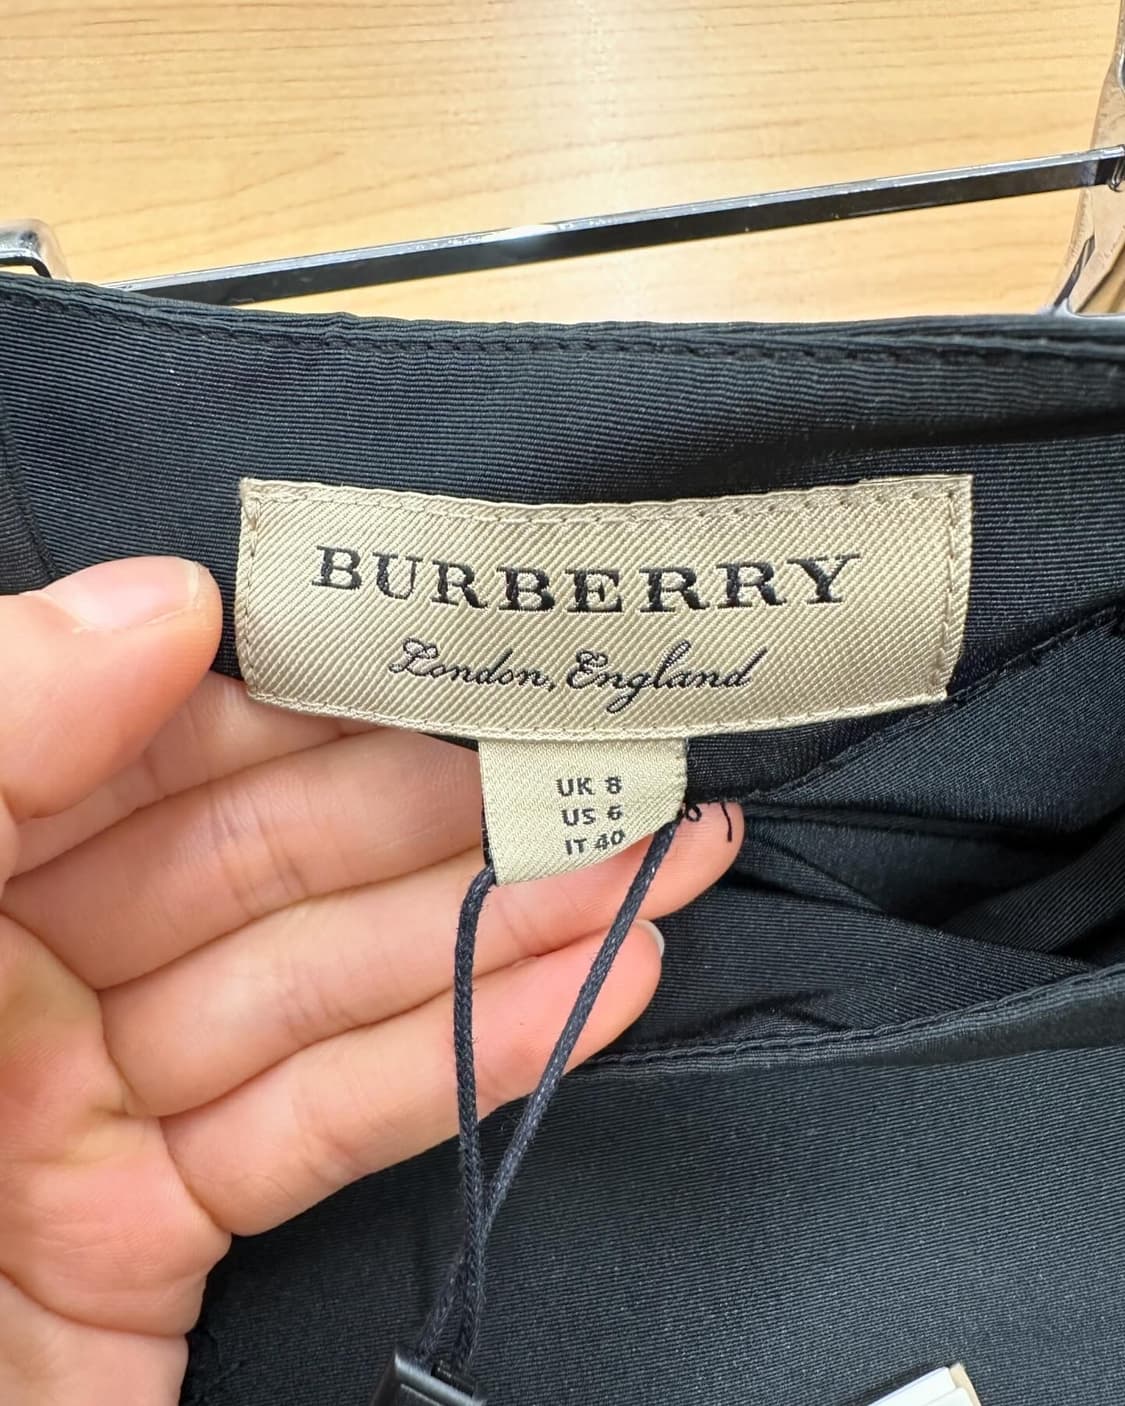 BURBERRY
London, England
UK 8
US 6
IT 40